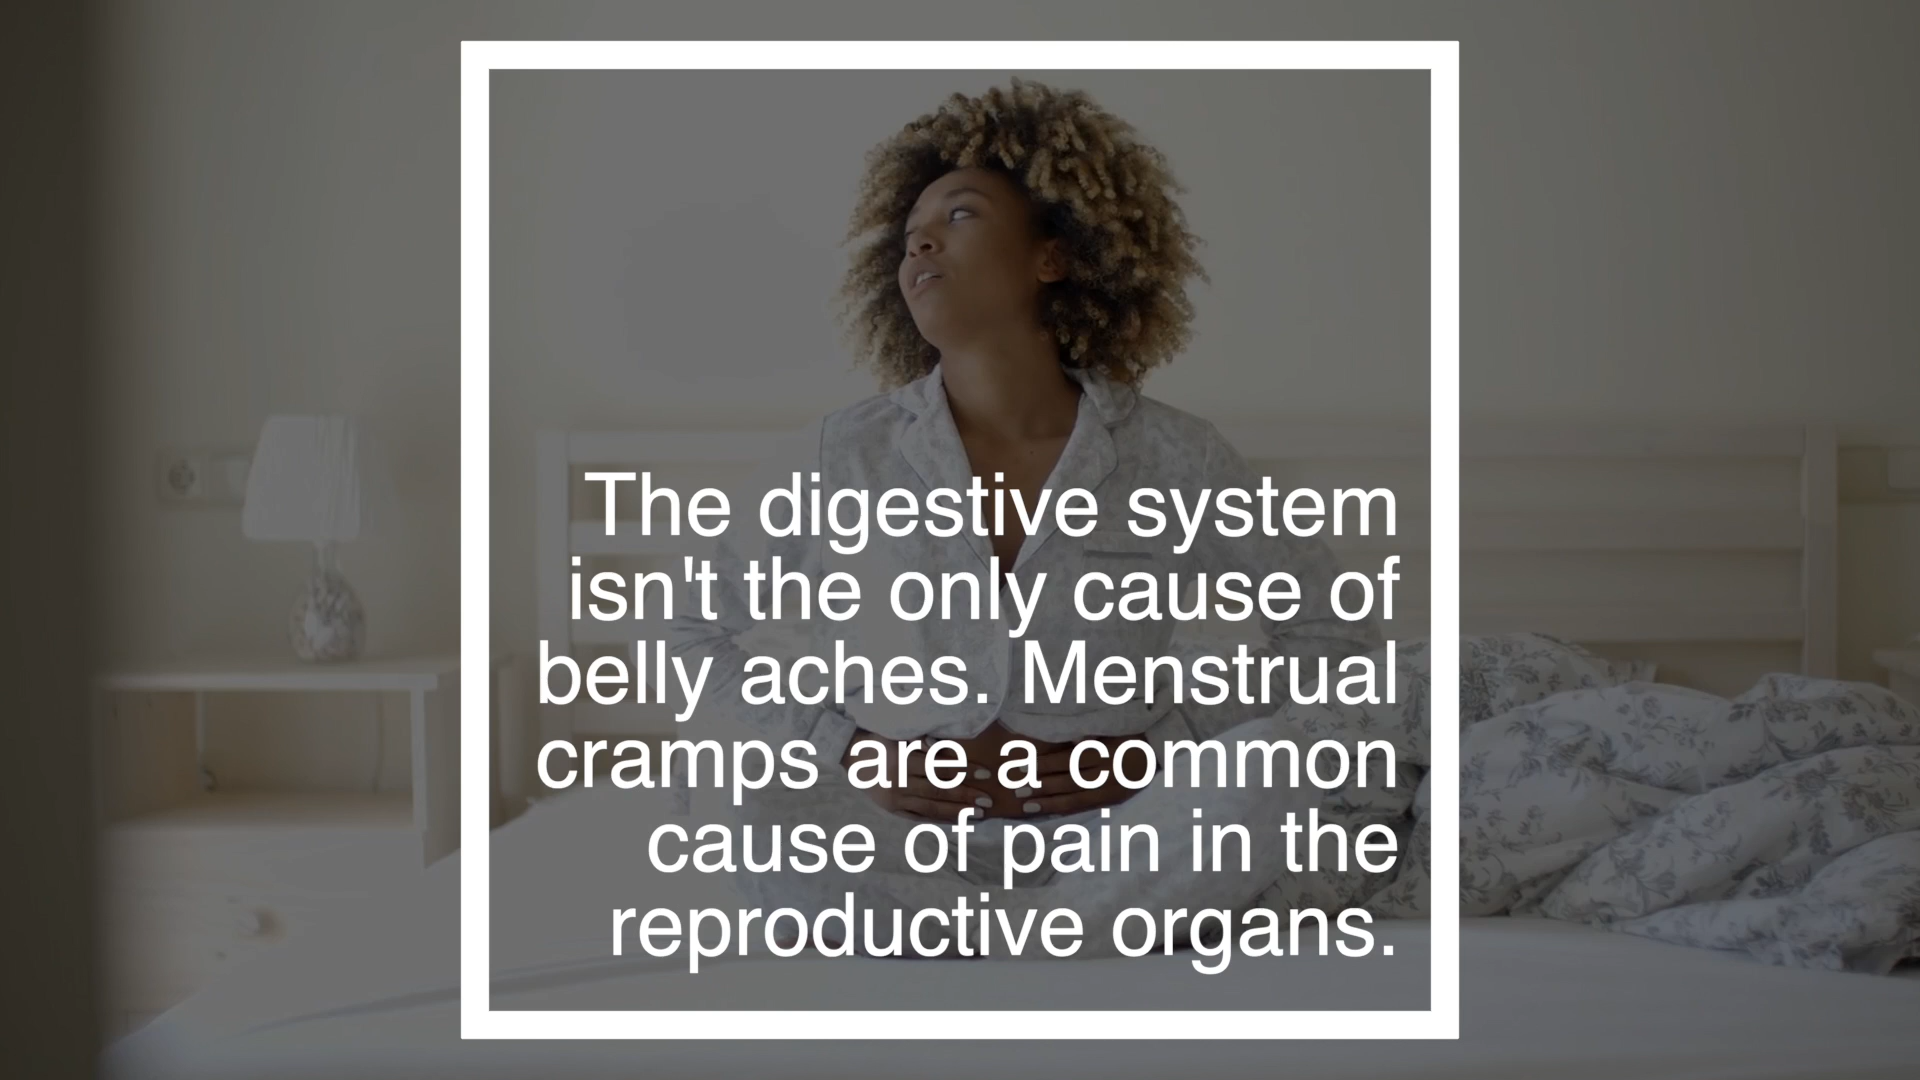 The digestive system
isn't the only cause of
belly aches. Menstrual
cramps are a common
cause of pain in the
reproductive organs.